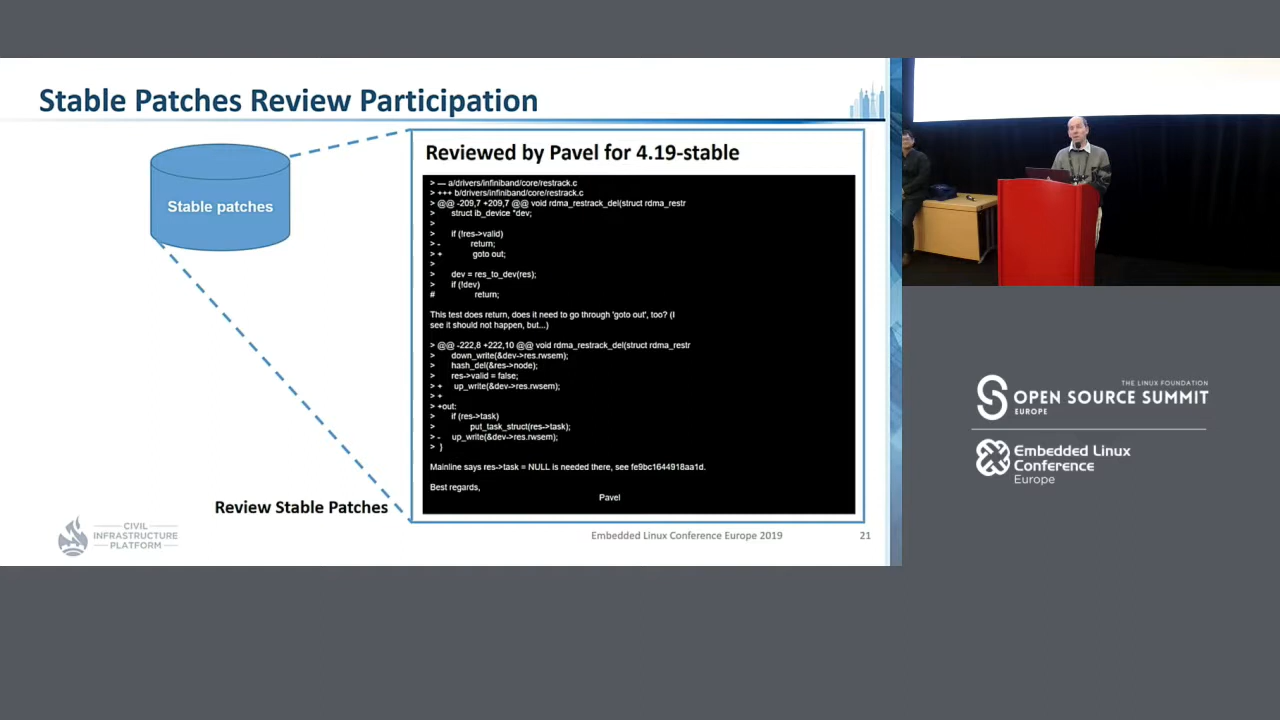 Stable Patches Review Participation
Stable patches
Reviewed by Pavel for 4.19-stable
> — a/drivers/infiniband/core/restrack.c
> +++ b/drivers/infiniband/core/restrack.c
> @@ -209,7 +209,7 @@ void rdma_restrack_del(struct rdma_restr
> struct ib_device *dev;
>
> if (!res->valid)
> - return;
> + goto out;
>
> dev = res_to_dev(res);
> if (!dev)
# return;
This test does return, does it need to go through 'goto out', too? (I
see it should not happen, but...)
> @@ -222,8 +222,10 @@ void rdma_restrack_del(struct rdma_restr
> down_write(&dev->res.rwsem);
> hash_del(&res->node);
> res->valid = false;
> + up_write(&dev->res.rwsem);
> +
> +out:
> if (res->task)
> put_task_struct(res->task);
> - up_write(&dev->res.rwsem);
> }
Mainline says res->task = NULL is needed there, see fe9bc1644918aa1d.
Best regards,
Pavel
Review Stable Patches
CIVIL
INFRASTRUCTURE
PLATFORM
Embedded Linux Conference Europe 2019
21
THE LINUX FOUNDATION
OPEN SOURCE SUMMIT
EUROPE
Embedded Linux
Conference
Europe